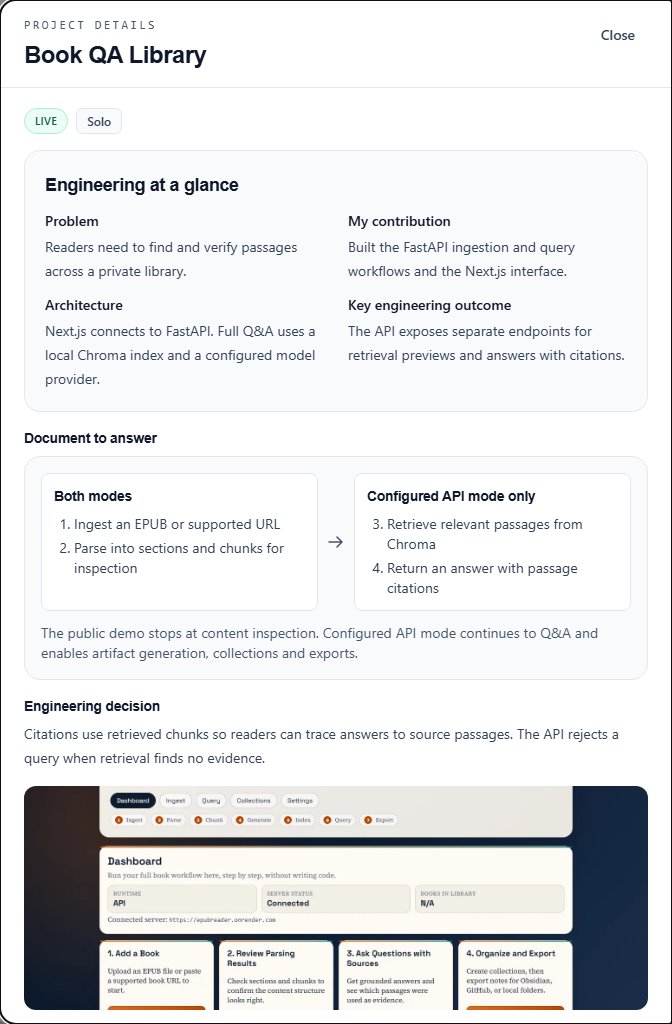 PROJECT DETAILS
Book QA Library
Close
LIVE
Solo
Engineering at a glance
Problem
Readers need to find and verify passages
across a private library.
My contribution
Built the FastAPI ingestion and query
workflows and the Next.js interface.
Architecture
Next.js connects to FastAPI. Full Q&A uses a
local Chroma index and a configured model
provider.
Key engineering outcome
The API exposes separate endpoints for
retrieval previews and answers with citations.
Document to answer
Both modes
1. Ingest an EPUB or supported URL
2. Parse into sections and chunks for
inspection
→
Configured API mode only
3. Retrieve relevant passages from
Chroma
4. Return an answer with passage
citations
The public demo stops at content inspection. Configured API mode continues to Q&A and
enables artifact generation, collections and exports.
Engineering decision
Citations use retrieved chunks so readers can trace answers to source passages. The API rejects a
query when retrieval finds no evidence.
Dashboard Ingest Query Collections Settings
1 Ingest 2 Parse 3 Chunk 4 Generate 5 Index 6 Query 7 Export
Dashboard
Run your full book workflow here, step by step, without writing code.
RUNTIME
API
SERVER STATUS
Connected
BOOKS IN LIBRARY
N/A
Connected server: https://epubreader.onrender.com
1. Add a Book
Upload an EPUB file or paste
a supported book URL to
start.
2. Review Parsing
Results
Check sections and chunks to
confirm the content structure
looks right.
3. Ask Questions with
Sources
Get grounded answers and
see which passages were
used as evidence.
4. Organize and Export
Create collections, then
export notes for Obsidian,
GitHub, or local folders.